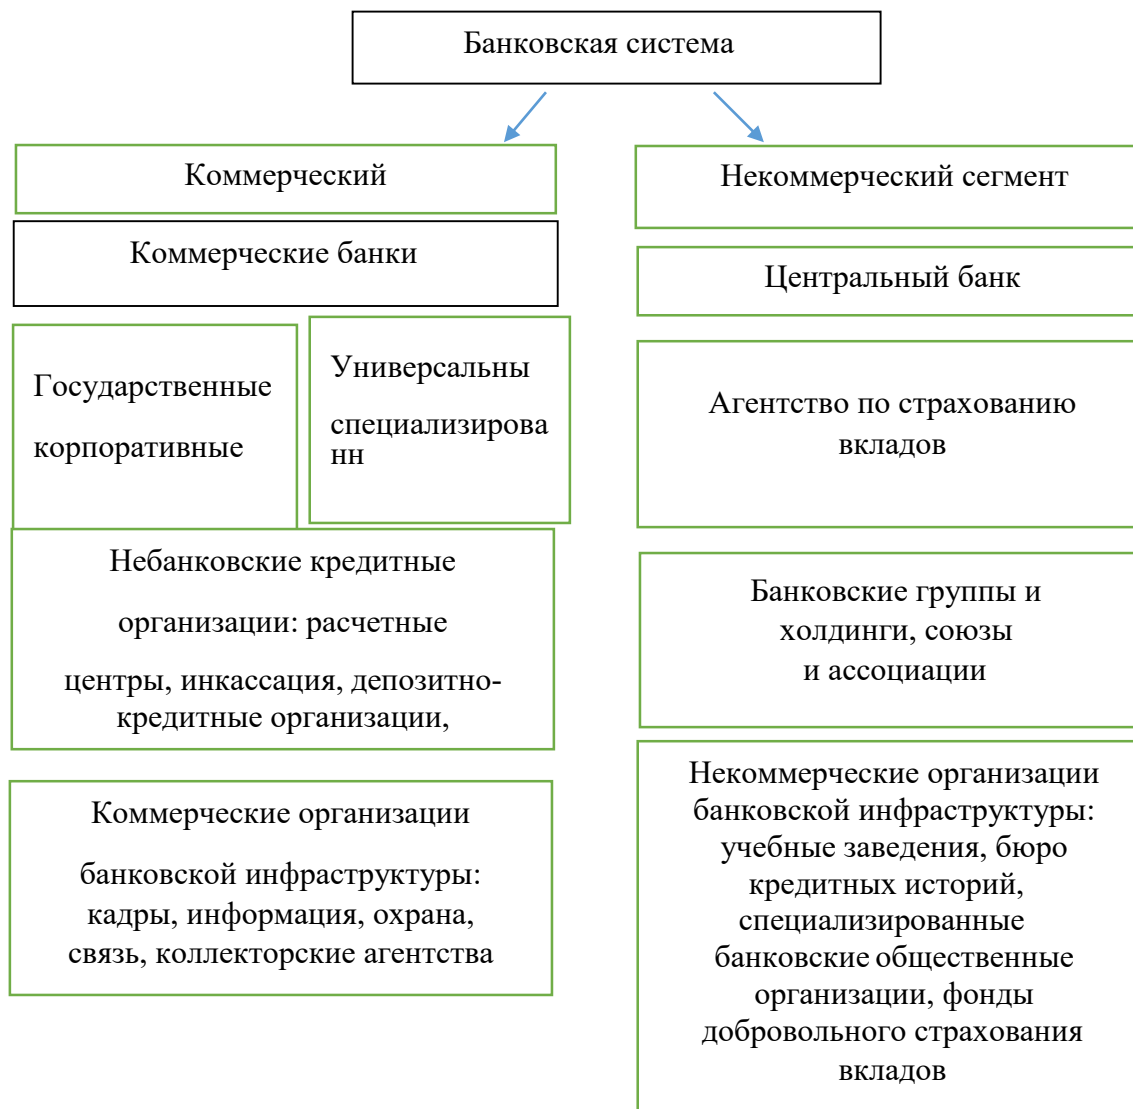 Банковская система
Коммерческий
Коммерческие банки
Государственные
корпоративные
Универсальны
специализирова
нн
Небанковские кредитные
организации: расчетные
центры, инкассация, депозитно-
кредитные организации,
Коммерческие организации
банковской инфраструктуры:
кадры, информация, охрана,
связь, коллекторские агентства
Некоммерческий сегмент
Центральный банк
Агентство по страхованию
вкладов
Банковские группы и
холдинги, союзы
и ассоциации
Некоммерческие организации
банковской инфраструктуры:
учебные заведения, бюро
кредитных историй,
специализированные
банковские общественные
организации, фонды
добровольного страхования
вкладов